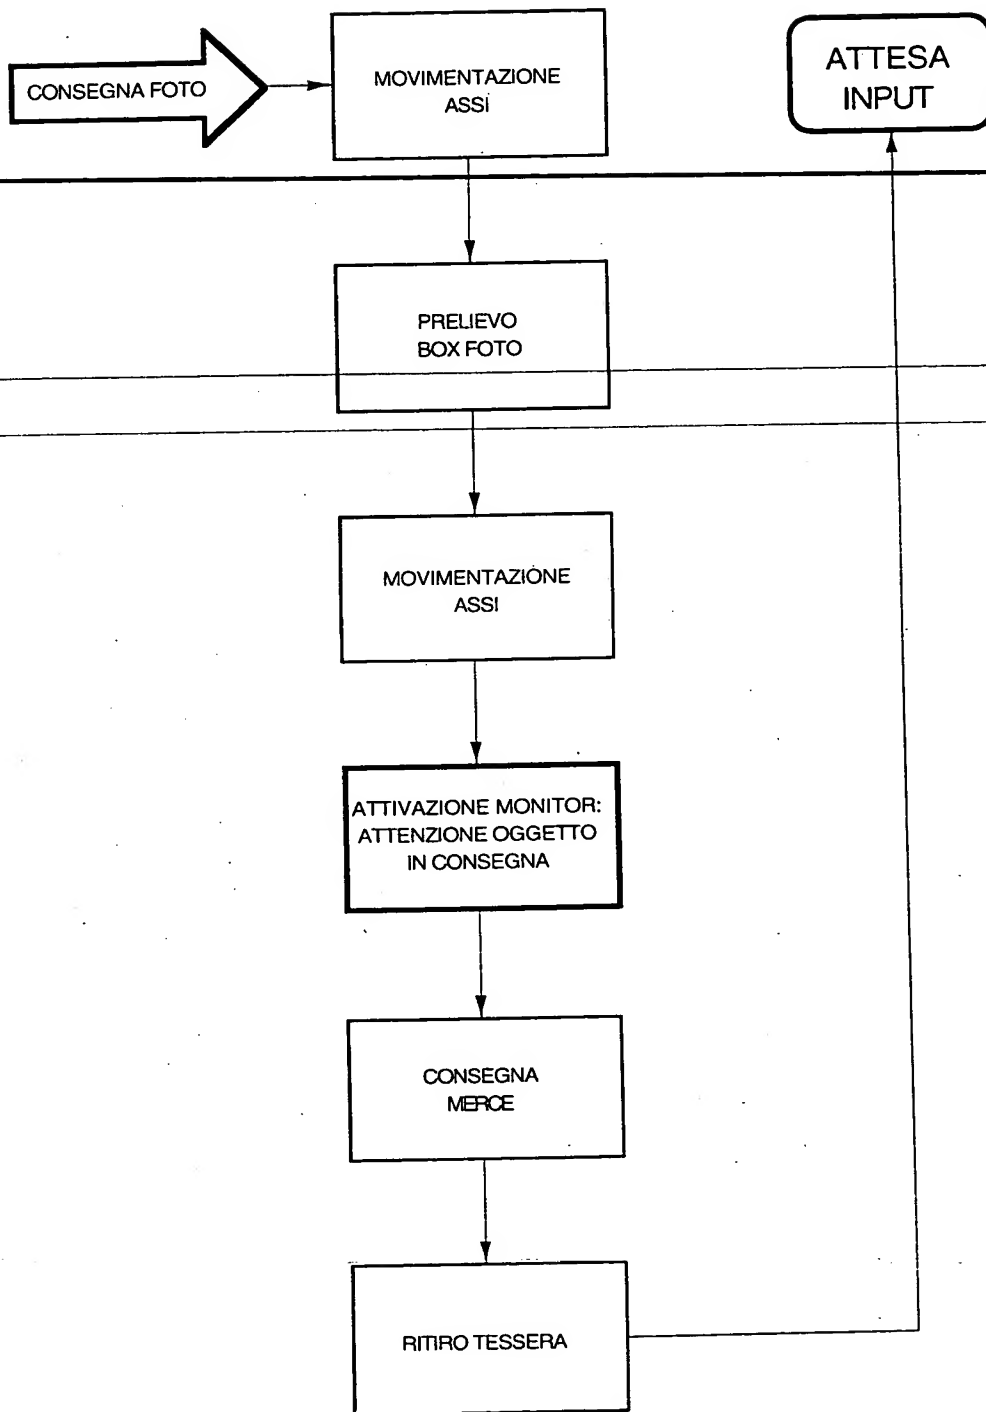 CONSEGNA FOTO
MOVIMENTAZIONE
ASSI
ATTESA
INPUT
PRELIEVO
BOX FOTO
MOVIMENTAZIONE
ASSI
ATTIVAZIONE MONITOR:
ATTENZIONE OGGETTO
IN CONSEGNA
CONSEGNA
MERCE
RITIRO TESSERA